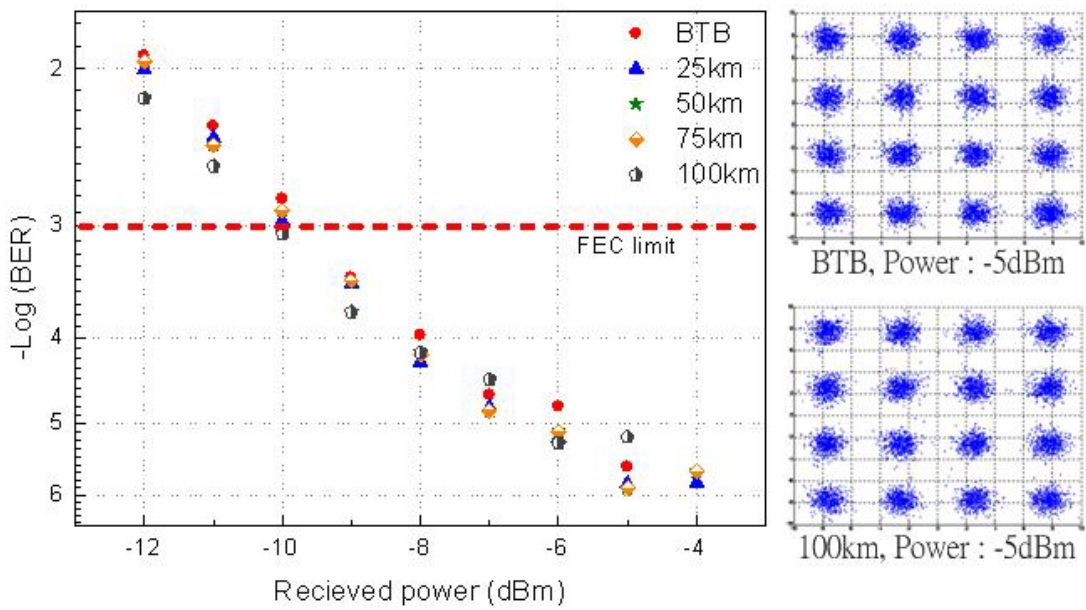 BTB
25km
50km
75km
100km
2
3
4
5
6
-Log (BER)
FEC limit
-12
-10
-8
-6
-4
Recieved power (dBm)
BTB, Power : -5dBm
100km, Power : -5dBm